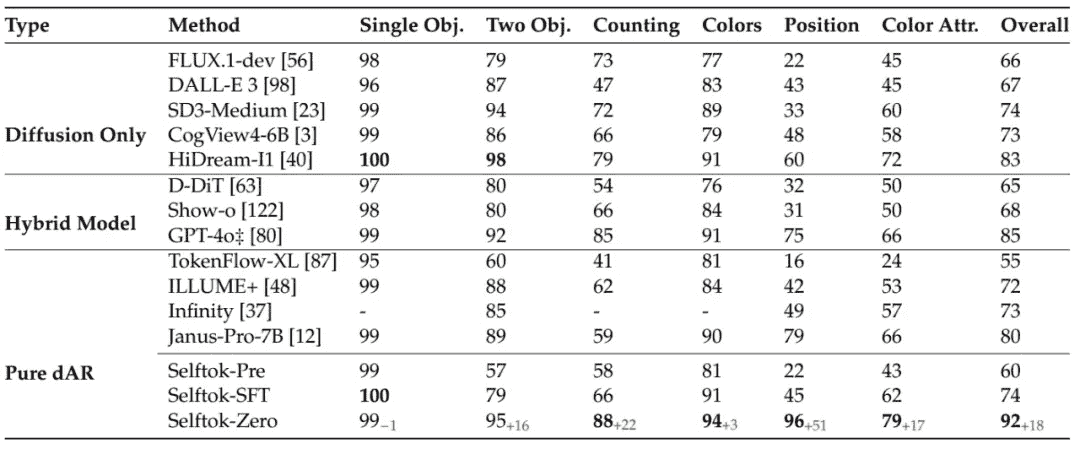 Type Method Single Obj. Two Obj. Counting Colors Position Color Attr. Overall
FLUX.1-dev [56] 98 79 73 77 22 45 66
DALL-E 3 [98] 96 87 47 83 43 45 67
SD3-Medium [23] 99 94 72 89 33 60 74
Diffusion Only CogView4-6B [3] 99 86 66 79 48 58 73
HiDream-I1 [40] 100 98 79 91 60 72 83
D-DiT [63] 97 80 54 76 32 50 65
Hybrid Model Show-o [122] 98 80 66 84 31 50 68
GPT-4o‡ [80] 99 92 85 91 75 66 85
TokenFlow-XL [87] 95 60 41 81 16 24 55
ILLUME+ [48] 99 88 62 84 42 53 72
Infinity [37] - 85 - - 49 57 73
Janus-Pro-7B [12] 99 89 59 90 79 66 80
Pure dAR Selftok-Pre 99 57 58 81 22 43 60
Selftok-SFT 100 79 66 91 45 62 74
Selftok-Zero 99−1 95+16 88+22 94+3 96+51 79+17 92+18